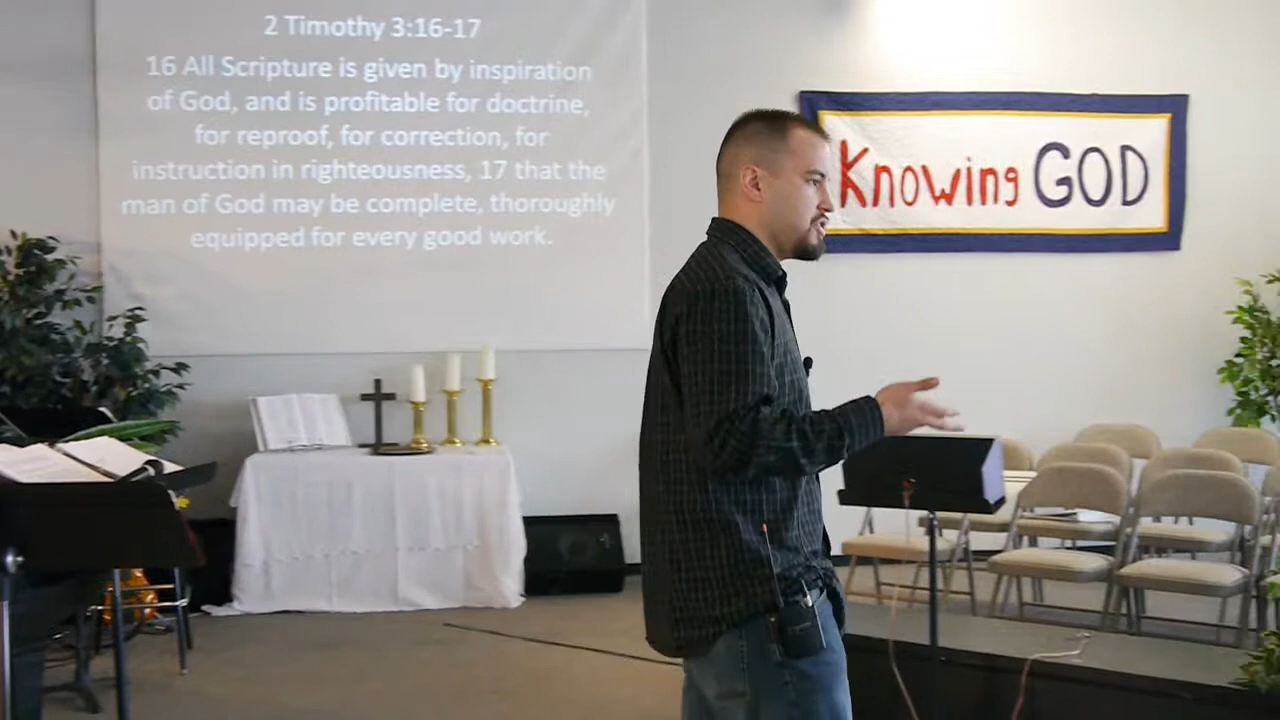 2 Timothy 3:16-17
16 All Scripture is given by inspiration
of God, and is profitable for doctrine,
for reproof, for correction, for
instruction in righteousness, 17 that the
man of God may be complete, thoroughly
equipped for every good work.
Knowing GOD